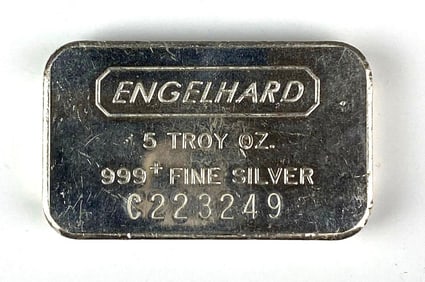 ENGELHARD
5 TROY OZ.
999+ FINE SILVER
C223249